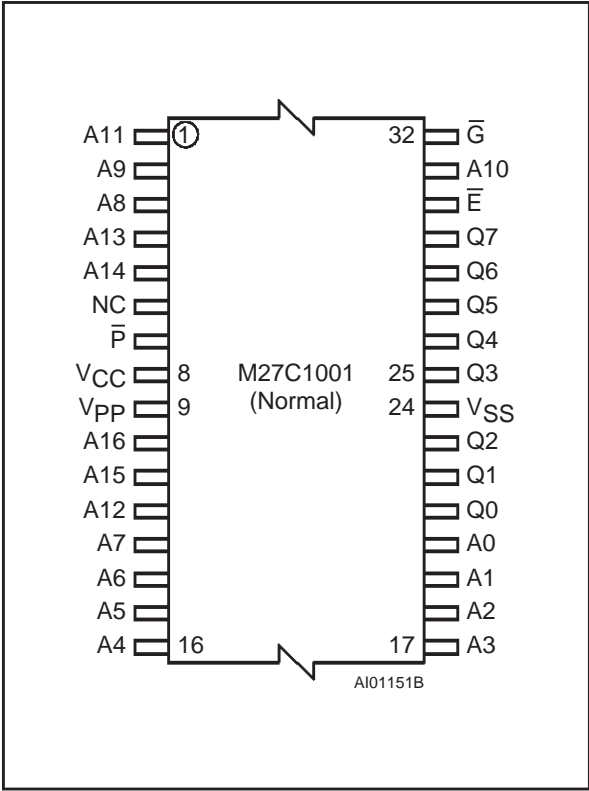 A11 1 32 G̅
A9 A10
A8 E̅
A13 Q7
A14 Q6
NC Q5
P̅ Q4
VCC 8 M27C1001 25 Q3
VPP 9 (Normal) 24 VSS
A16 Q2
A15 Q1
A12 Q0
A7 A0
A6 A1
A5 A2
A4 16 17 A3
AI01151B